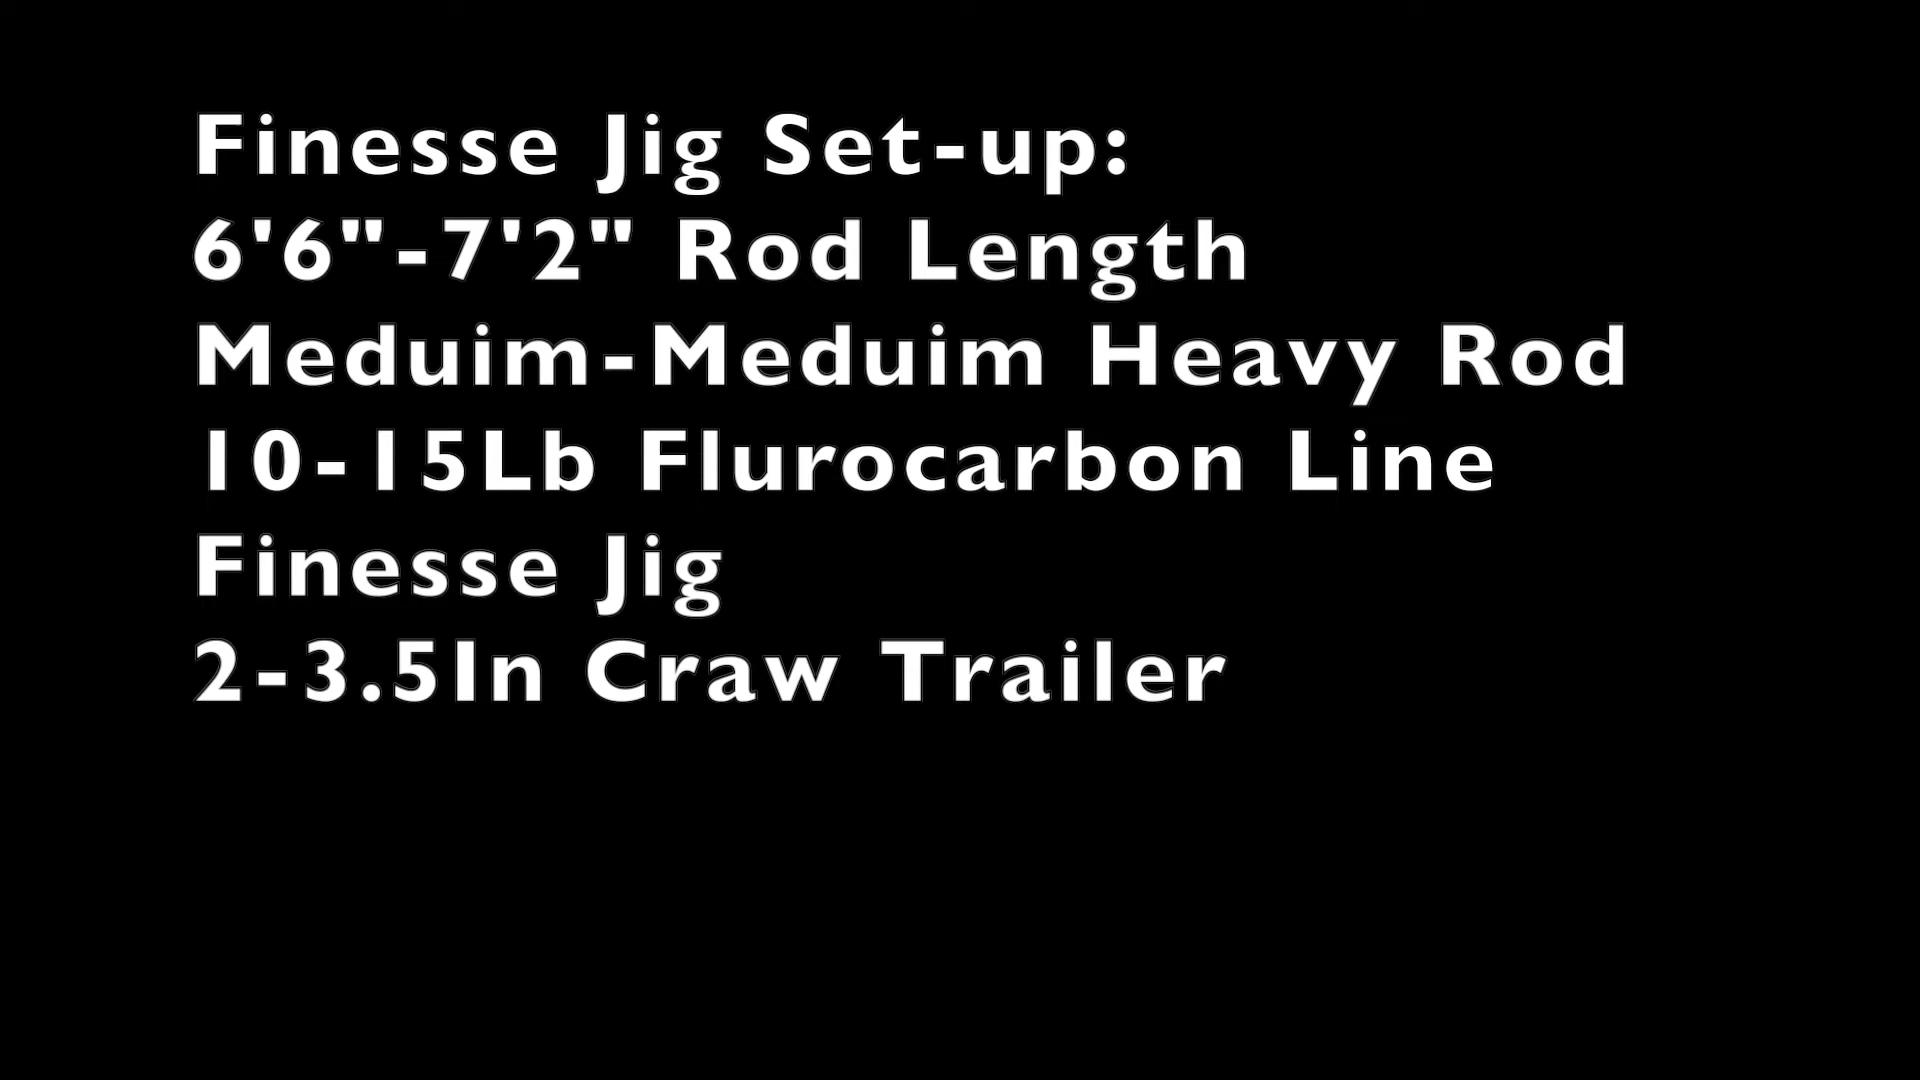 Finesse Jig Set-up:
6'6"-7'2" Rod Length
Meduim-Meduim Heavy Rod
10-15Lb Flurocarbon Line
Finesse Jig
2-3.5In Craw Trailer